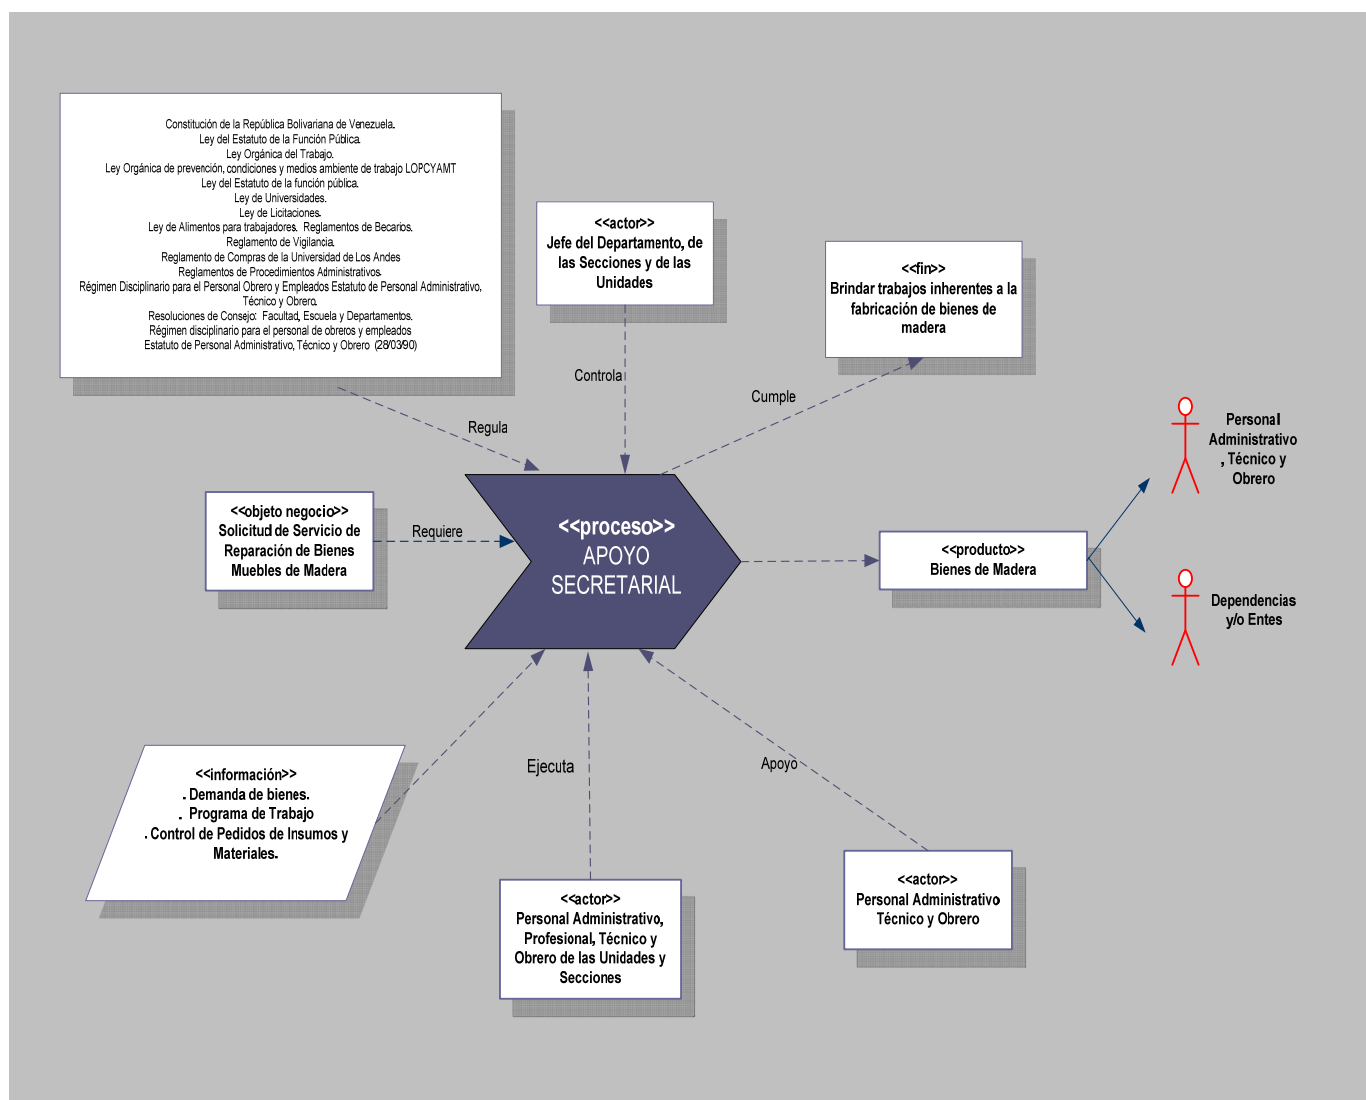 Constitución de la República Bolivariana de Venezuela.
Ley del Estatuto de la Función Pública.
Ley Orgánica del Trabajo.
Ley Orgánica de prevención, condiciones y medios ambiente de trabajo LOPCYAMT
Ley del Estatuto de la función pública.
Ley de Universidades.
Ley de Licitaciones.
Ley de Alimentos para trabajadores. Reglamentos de Becarios.
Reglamento de Vigilancia.
Reglamento de Compras de la Universidad de Los Andes
Reglamentos de Procedimientos Administrativos.
Régimen Disciplinario para el Personal Obrero y Empleados Estatuto de Personal Administrativo,
Técnico y Obrero.
Resoluciones de Consejo: Facultad, Escuela y Departamentos.
Régimen disciplinario para el personal de obreros y empleados
Estatuto de Personal Administrativo, Técnico y Obrero (28/03/90)
<<actor>>
Jefe del Departamento, de
las Secciones y de las
Unidades
<<fin>>
Brindar trabajos inherentes a la
fabricación de bienes de
madera
Regula
Controla
Cumple
Personal
Administrativo
, Técnico y
Obrero
<<objeto negocio>>
Solicitud de Servicio de
Reparación de Bienes
Muebles de Madera
Requiere
<<proceso>>
APOYO
SECRETARIAL
<<producto>>
Bienes de Madera
Dependencias
y/o Entes
<<información>>
. Demanda de bienes.
. Programa de Trabajo
. Control de Pedidos de Insumos y
Materiales.
Ejecuta
Apoyo
<<actor>>
Personal Administrativo,
Profesional, Técnico y
Obrero de las Unidades y
Secciones
<<actor>>
Personal Administrativo
Técnico y Obrero